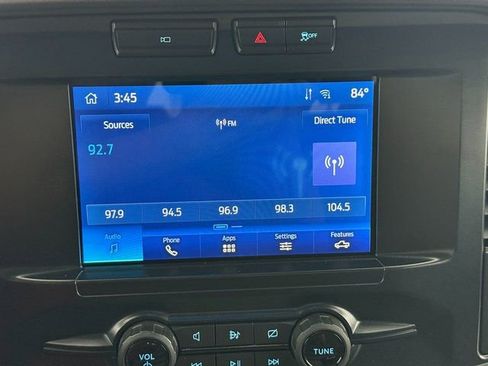 OFF
3:45 84°
Sources FM Direct Tune
92.7
97.9 94.5 96.9 98.3 104.5
Audio Phone Apps Settings Features
VOL TUNE